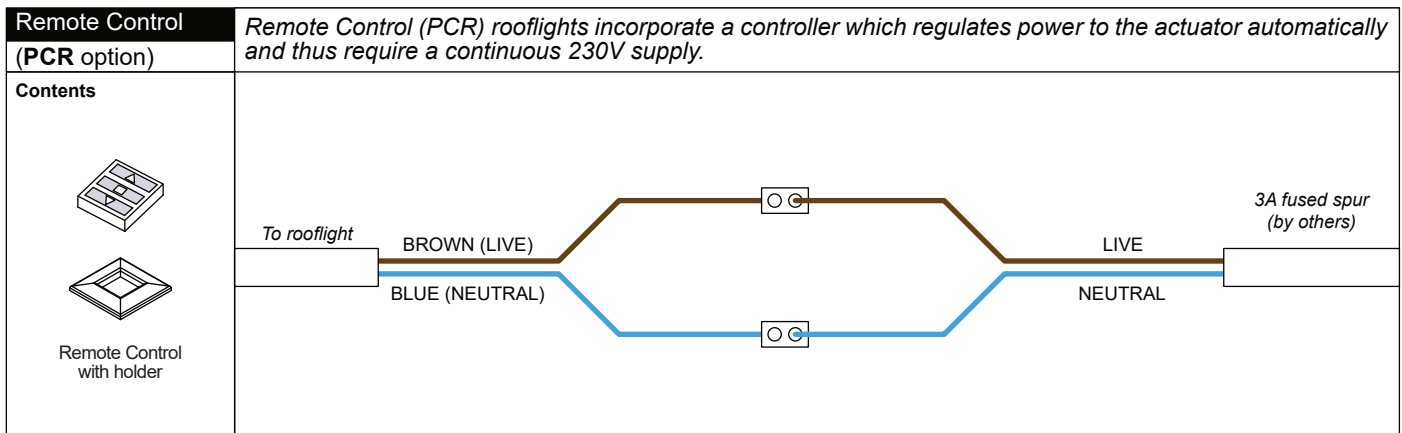 Remote Control
(PCR option)
Remote Control (PCR) rooflights incorporate a controller which regulates power to the actuator automatically
and thus require a continuous 230V supply.
Contents
Remote Control
with holder
To rooflight
BROWN (LIVE)
BLUE (NEUTRAL)
LIVE
NEUTRAL
3A fused spur
(by others)